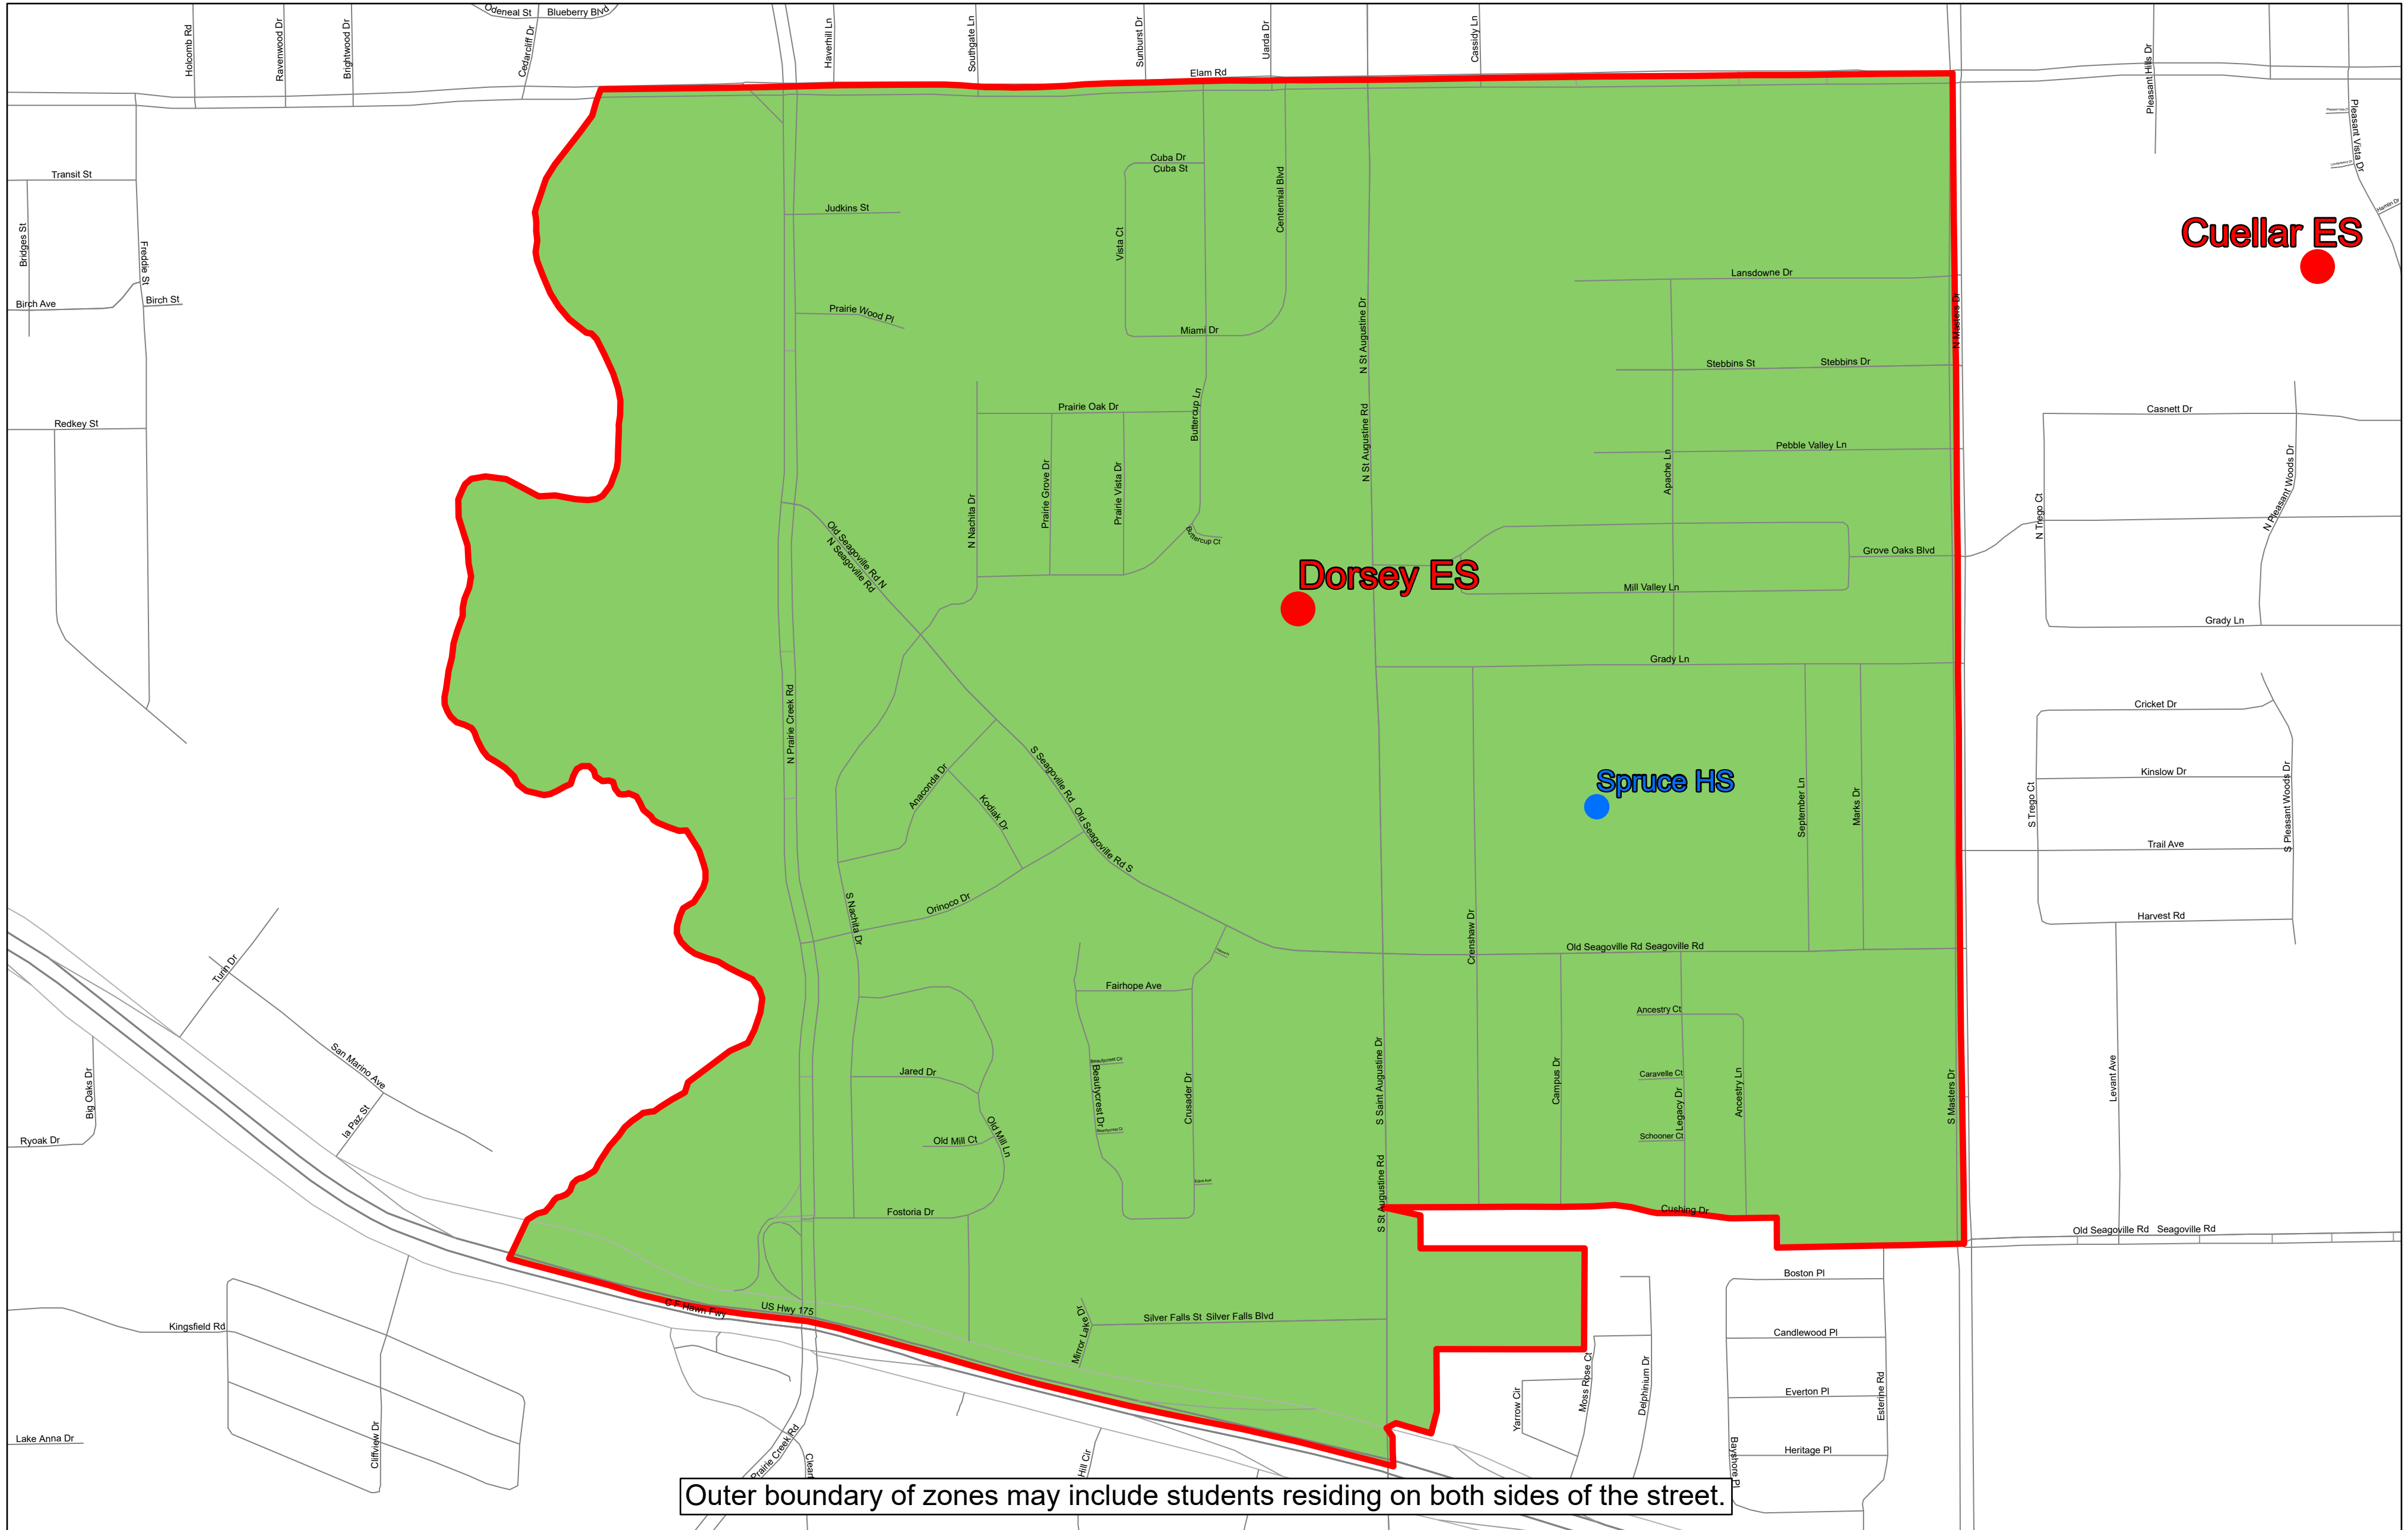 Odeneal St
Blueberry Blvd
Holcomb Rd
Ravenwood Dr
Brightwood Dr
Cedarcliff Dr
Haverhill Ln
Southgate Ln
Sunburst Dr
Uarda Dr
Cassidy Ln
Pleasant Hills Dr
Elam Rd
Pleasant Vista Dr
Hamlin Dr
Transit St
Bridges St
Freddie St
Birch Ave
Birch St
Cuba Dr
Cuba St
Judkins St
Vista Ct
Centennial Blvd
Cuellar ES
Lansdowne Dr
N Masters Dr
Prairie Wood Pl
Miami Dr
N St Augustine Dr
Stebbins St
Stebbins Dr
Redkey St
Prairie Oak Dr
Buttercup Ln
N St Augustine Rd
Pebble Valley Ln
Apache Ln
Casnett Dr
N Pleasant Woods Dr
N Trego Ct
N Nachita Dr
Prairie Grove Dr
Prairie Vista Dr
Buttercup Ct
Old Seagoville Rd N
N Seagoville Rd
Grove Oaks Blvd
Dorsey ES
Mill Valley Ln
Grady Ln
Grady Ln
N Prairie Creek Rd
Cricket Dr
S Seagoville Rd
Old Seagoville Rd S
Anaconda Dr
Kodiak Dr
Spruce HS
September Ln
Marks Dr
Kinslow Dr
S Trego Ct
S Pleasant Woods Dr
Trail Ave
Orinoco Dr
S Nachita Dr
Harvest Rd
Crenshaw Dr
Old Seagoville Rd
Seagoville Rd
Turin Dr
Fairhope Ave
Ancestry Ct
San Marino Ave
Big Oaks Dr
la Paz St
Ryoak Dr
Jared Dr
Beautycrest Cir
Beautycrest Dr
Crusader Dr
S Saint Augustine Dr
Campus Dr
Caravelle Ct
Legacy Dr
Ancestry Ln
S Masters Dr
Levant Ave
Old Mill Ct
Old Mill Ln
Schooner Ct
Fostoria Dr
S St Augustine Rd
Cushing Dr
Old Seagoville Rd
Seagoville Rd
Boston Pl
C F Hawn Fwy
US Hwy 175
Mirror Lake Dr
Silver Falls St
Silver Falls Blvd
Kingsfield Rd
Candlewood Pl
Moss Rose Ct
Delphinium Dr
Everton Pl
Esterine Rd
Yarrow Cir
Lake Anna Dr
Cliffview Dr
Prairie Creek Rd
Clear
Hill Cir
Bayshore Pl
Heritage Pl
Outer boundary of zones may include students residing on both sides of the street.